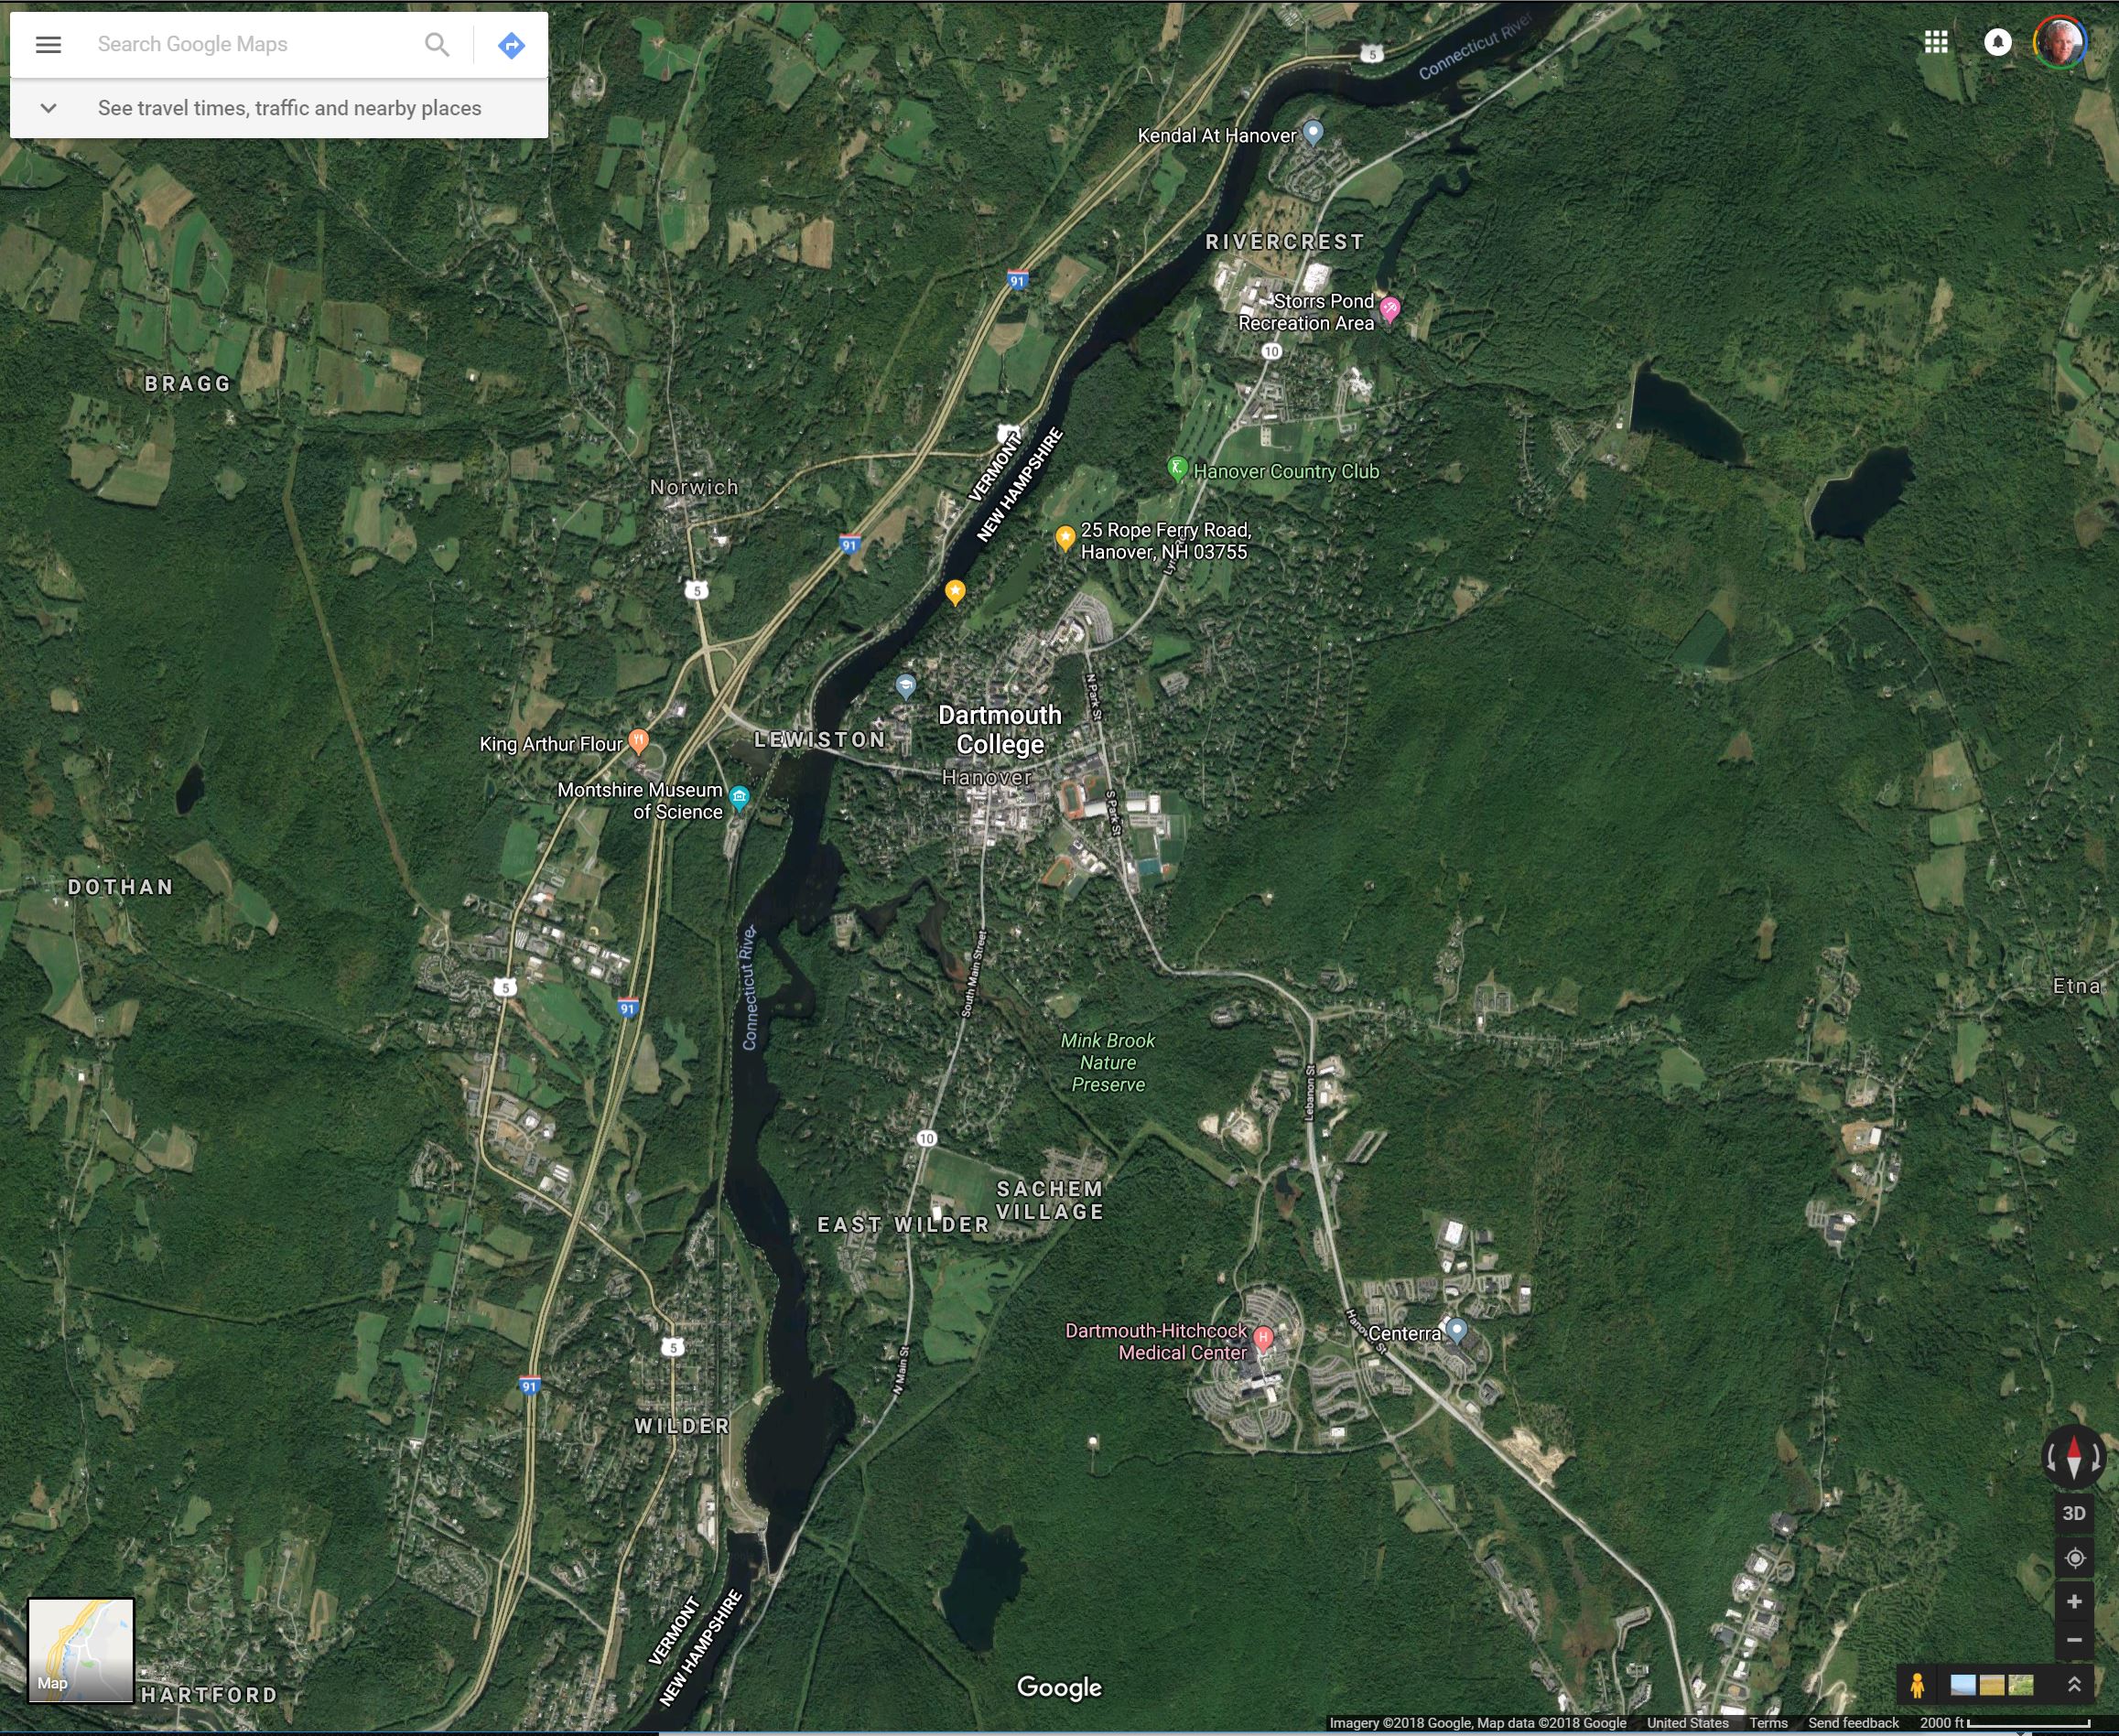 Search Google Maps
See travel times, traffic and nearby places
Connecticut River
5
Kendal At Hanover
RIVERCREST
91
Storrs Pond
Recreation Area
10
BRAGG
VERMONT
NEW HAMPSHIRE
Hanover Country Club
Norwich
25 Rope Ferry Road,
Hanover, NH 03755
91
5
N Park St
Dartmouth
College
LEWISTON
King Arthur Flour
Hanover
Montshire Museum
of Science
S Park St
DOTHAN
Connecticut River
South Main Street
5
91
Etna
Mink Brook
Nature
Preserve
Lebanon St
10
SACHEM
VILLAGE
EAST WILDER
Dartmouth-Hitchcock
Medical Center
H
Centerra
5
N Main St
91
WILDER
3D
VERMONT
NEW HAMPSHIRE
Map
HARTFORD
Google
Imagery ©2018 Google, Map data ©2018 Google United States Terms Send feedback 2000 ft